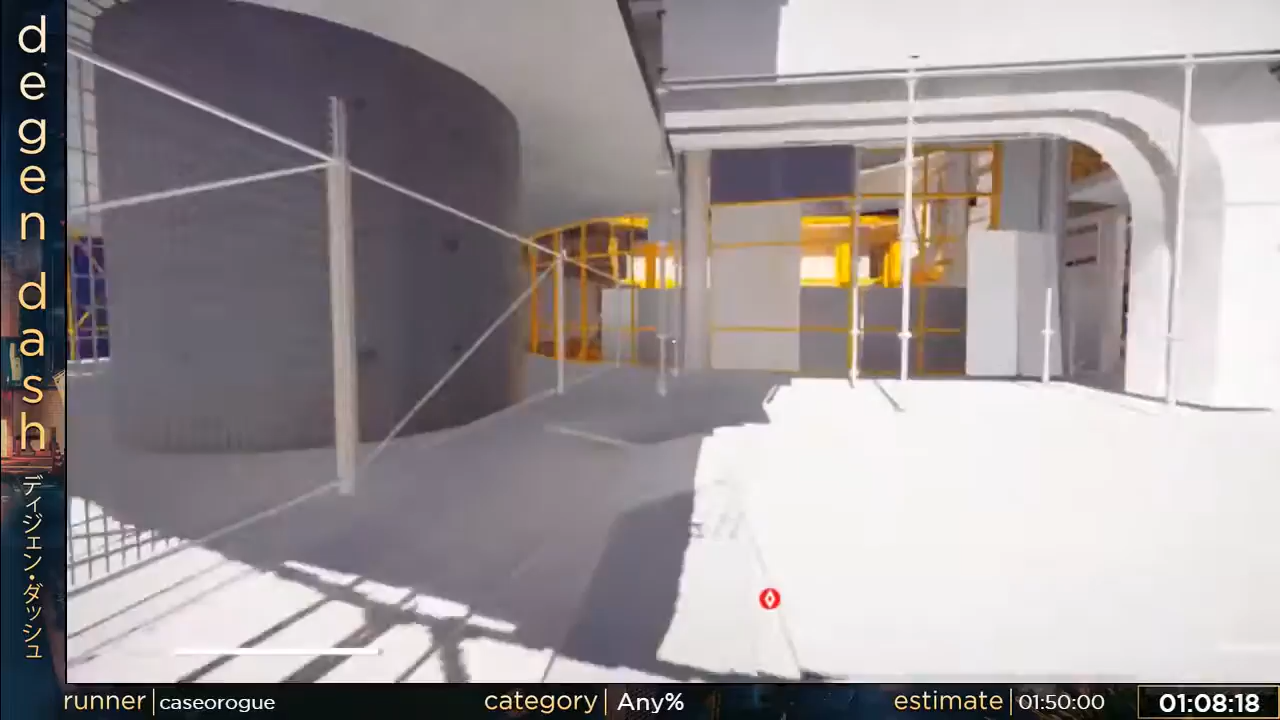 degen dash
ディジェン・ダッシュ
runner caseorogue
category Any%
estimate 01:50:00
01:08:18